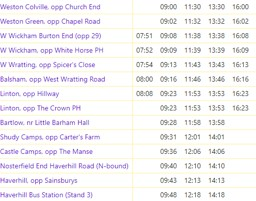 Weston Colville, opp Church End 09:00 11:30 13:30 16:00
Weston Green, opp Chapel Road 09:02 11:32 13:32 16:02
W Wickham Burton End (opp 29) 07:51 09:08 11:38 13:38 16:08
W Wickham, opp White Horse PH 07:52 09:09 11:39 13:39 16:09
W Wratting, opp Spicer's Close 07:54 09:13 11:43 13:43 16:13
Balsham, opp West Wratting Road 08:00 09:16 11:46 13:46 16:16
Linton, opp Hillway 08:08 09:23 11:53 13:53 16:23
Linton, opp The Crown PH 09:23 11:53 13:53 16:23
Bartlow, nr Little Barham Hall 09:28 11:58 13:58
Shudy Camps, opp Carter's Farm 09:31 12:01 14:01
Castle Camps, opp The Manse 09:36 12:06 14:06
Nosterfield End Haverhill Road (N-bound) 09:40 12:10 14:10
Haverhill, opp Sainsburys 09:43 12:13 14:13
Haverhill Bus Station (Stand 3) 09:48 12:18 14:18